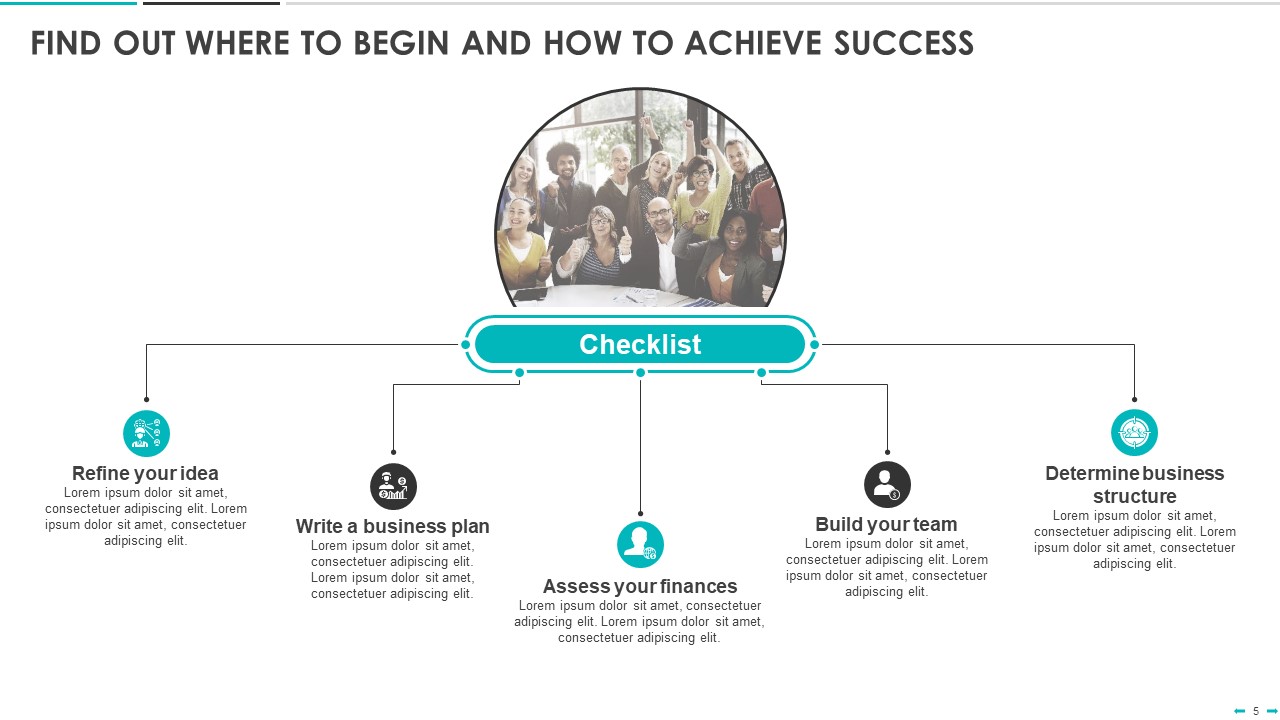 FIND OUT WHERE TO BEGIN AND HOW TO ACHIEVE SUCCESS
Checklist
Refine your idea
Lorem ipsum dolor sit amet,
consectetuer adipiscing elit. Lorem
ipsum dolor sit amet, consectetuer
adipiscing elit.
Write a business plan
Lorem ipsum dolor sit amet,
consectetuer adipiscing elit.
Lorem ipsum dolor sit amet,
consectetuer adipiscing elit.
Assess your finances
Lorem ipsum dolor sit amet, consectetuer
adipiscing elit. Lorem ipsum dolor sit amet,
consectetuer adipiscing elit.
Build your team
Lorem ipsum dolor sit amet,
consectetuer adipiscing elit. Lorem
ipsum dolor sit amet, consectetuer
adipiscing elit.
Determine business
structure
Lorem ipsum dolor sit amet,
consectetuer adipiscing elit. Lorem
ipsum dolor sit amet, consectetuer
adipiscing elit.
5